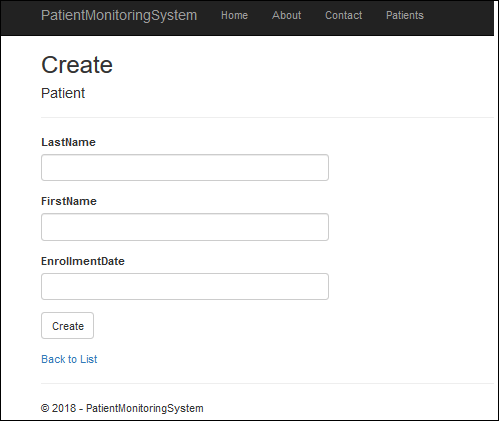 PatientMonitoringSystem Home About Contact Patients
Create
Patient
LastName
FirstName
EnrollmentDate
Create
Back to List
© 2018 - PatientMonitoringSystem